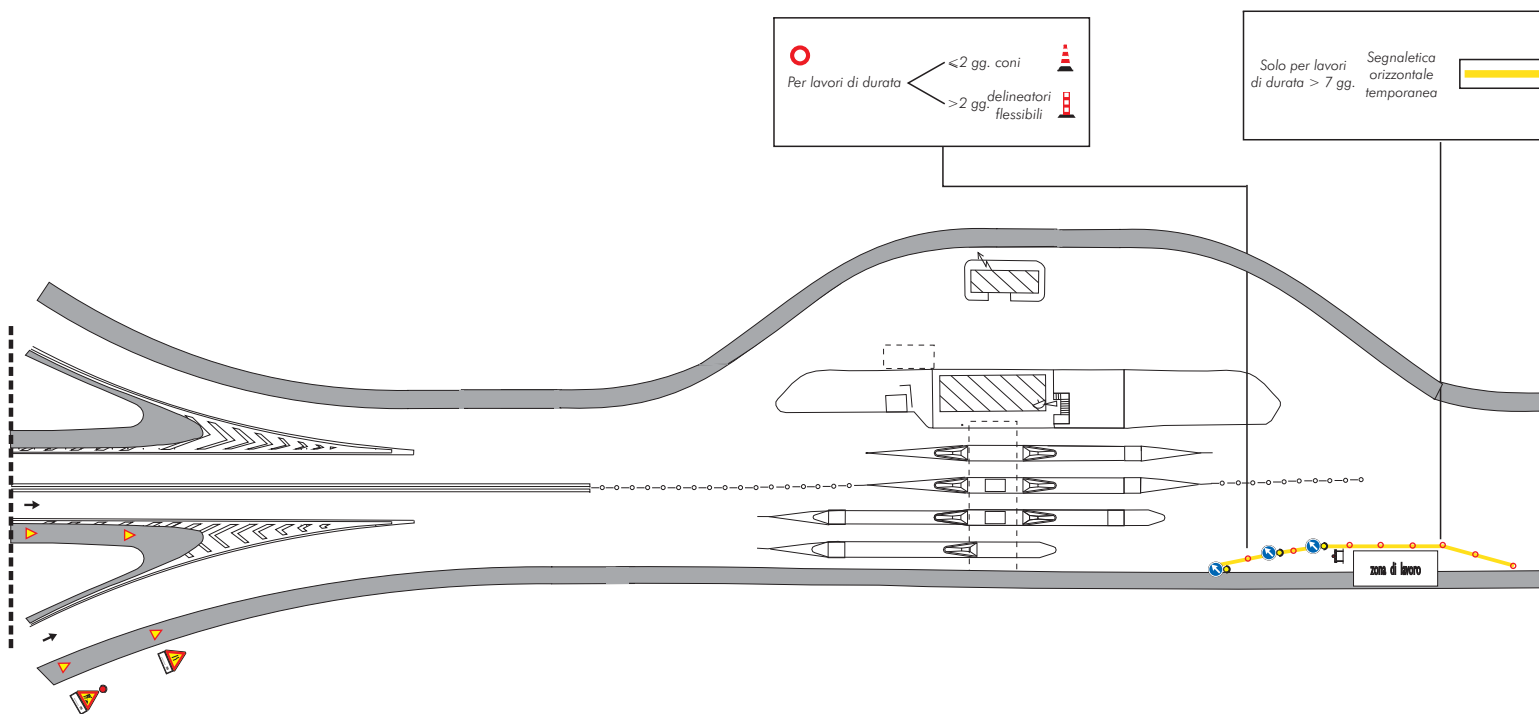 ≤2 gg. coni
Per lavori di durata
>2 gg. delineatori
flessibili
Solo per lavori
di durata > 7 gg.
Segnaletica
orizzontale
temporanea
zona di lavoro